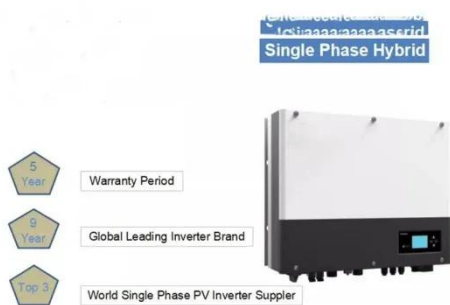 Single Phase Hybrid
5
Year
Warranty Period
9
Year
Global Leading Inverter Brand
Top 3
World Single Phase PV Inverter Suppler